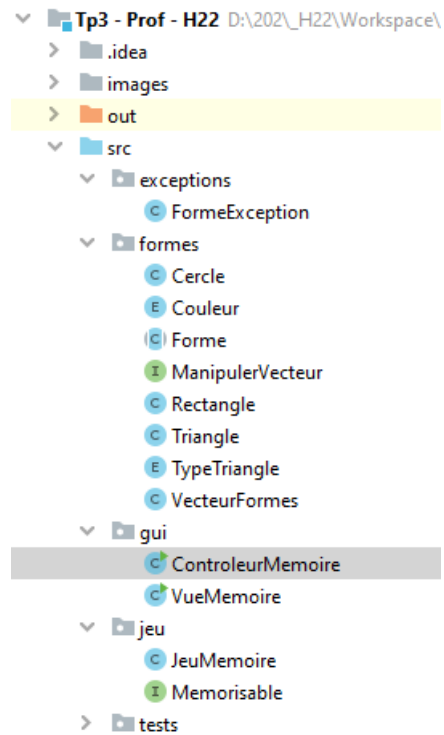 Tp3 - Prof - H22 D:\202\_H22\Workspace\
.idea
images
out
src
exceptions
C FormeException
formes
C Cercle
E Couleur
C Forme
I ManipulerVecteur
C Rectangle
C Triangle
E TypeTriangle
C VecteurFormes
gui
C ControleurMemoire
C VueMemoire
jeu
C JeuMemoire
I Memorisable
tests